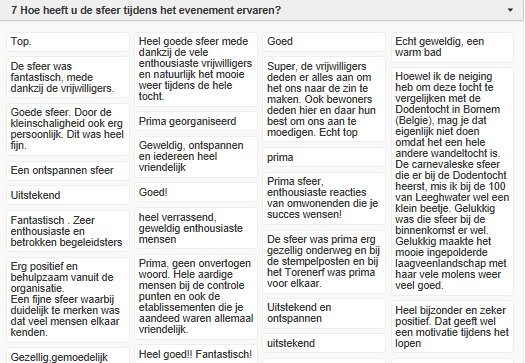 7 Hoe heeft u de sfeer tijdens het evenement ervaren?
Top.
De sfeer was
fantastisch, mede
dankzij de vrijwilligers.
Goede sfeer. Door de
kleinschaligheid ook erg
persoonlijk. Dit was heel
fijn.
Een ontspannen sfeer
Uitstekend
Fantastisch . Zeer
enthousiaste en
betrokken begeleidsters
Erg positief en
behulpzaam vanuit de
organisatie.
Een fijne sfeer waarbij
duidelijk te merken was
dat veel mensen elkaar
kenden.
Gezellig,gemoedelijk
Heel goede sfeer mede
dankzij de vele
enthousiaste vrijwilligers
en natuurlijk het mooie
weer tijdens de hele
tocht.
Prima georganiseerd
Geweldig, ontspannen
en iedereen heel
vriendelijk
Goed!
heel verrassend,
geweldig enthousiaste
mensen
Prima, geen onvertogen
woord. Hele aardige
mensen bij de controle
punten en ook de
etablissementen die je
aandeed waren allemaal
vriendelijk.
Heel goed!! Fantastisch!
Goed
Super, de vrijwilligers
deden er alles aan om
het ons naar de zin te
maken. Ook bewoners
deden hier en daar hun
best om ons aan te
moedigen. Echt top
prima
Prima sfeer,
enthousiaste reacties
van omwonenden die je
succes wensen!
De sfeer was prima erg
gezellig onderweg en bij
de stempelposten en bij
het Torenerf was prima
voor elkaar.
Uitstekend en
ontspannen
uitstekend
Echt geweldig, een
warm bad
Hoewel ik de neiging
heb om deze tocht te
vergelijken met de
Dodentocht in Bornem
(Belgie), mag je dat
eigenlijk niet doen
omdat het een hele
andere wandeltocht is.
De carnavaleske sfeer
die er bij de Dodentocht
heerst, mis ik bij de 100
van Leeghwater wel een
klein beetje. Gelukkig
was die sfeer bij de
binnenkomst er wel.
Gelukkig maakte het
mooie ingepolderde
laagveenlandschap met
haar vele molens weer
veel goed.
Heel bijzonder en zeker
positief. Dat geeft wel
een motivatie tijdens het
lopen